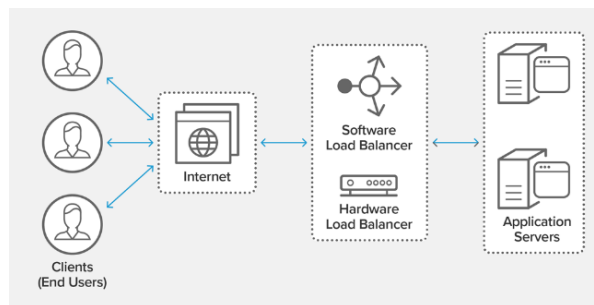 Internet
Software
Load Balancer
Hardware
Load Balancer
Application
Servers
Clients
(End Users)